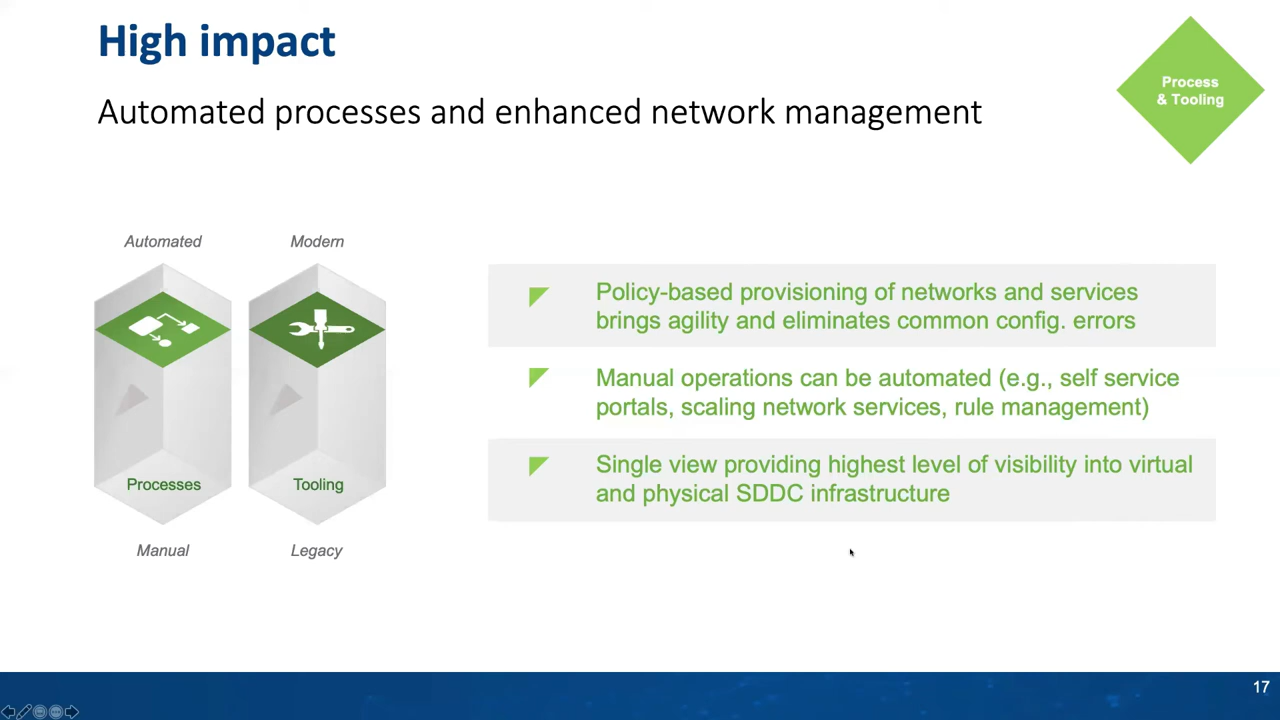 High impact
Process
& Tooling
Automated processes and enhanced network management
Automated
Modern
Processes
Tooling
Manual
Legacy
Policy-based provisioning of networks and services
brings agility and eliminates common config. errors
Manual operations can be automated (e.g., self service
portals, scaling network services, rule management)
Single view providing highest level of visibility into virtual
and physical SDDC infrastructure
17